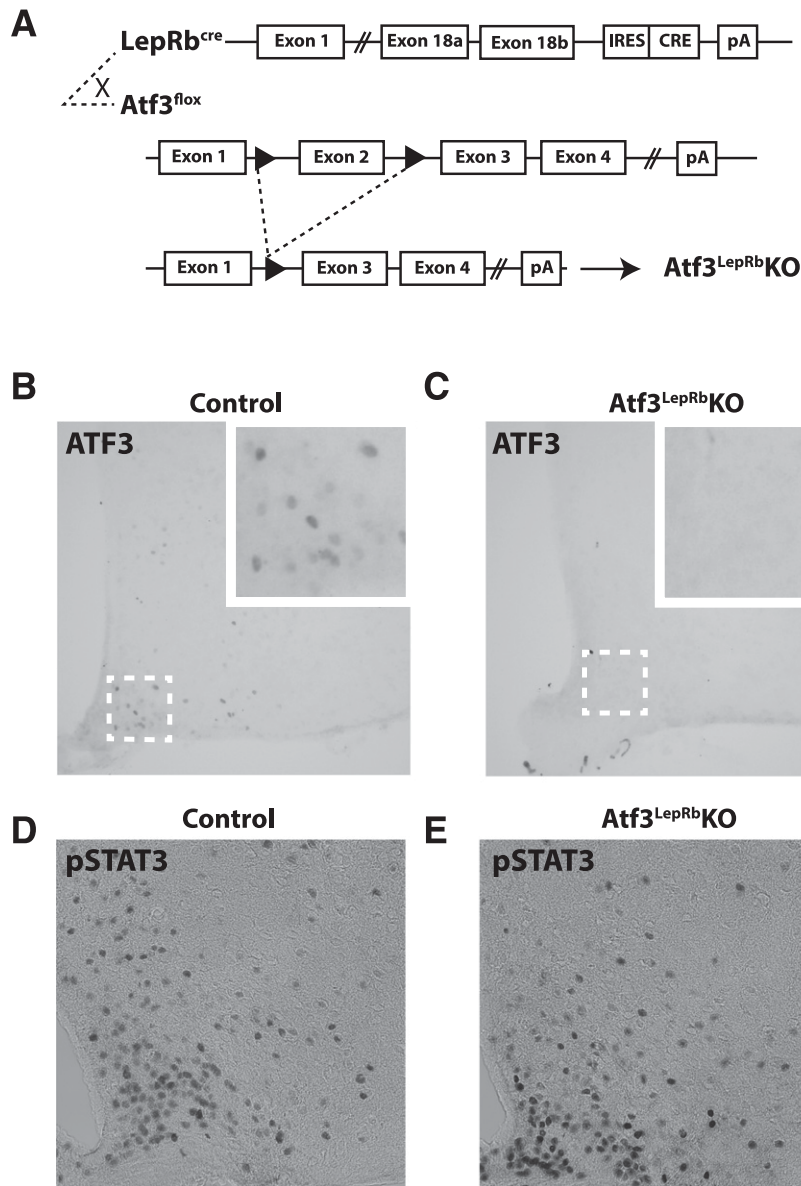 A
LepRbcre Exon 1 Exon 18a Exon 18b IRES CRE pA
X
Atf3flox
Exon 1 Exon 2 Exon 3 Exon 4 pA
Exon 1 Exon 3 Exon 4 pA Atf3LepRbKO
B Control
ATF3
C Atf3LepRbKO
ATF3
D Control
pSTAT3
E Atf3LepRbKO
pSTAT3